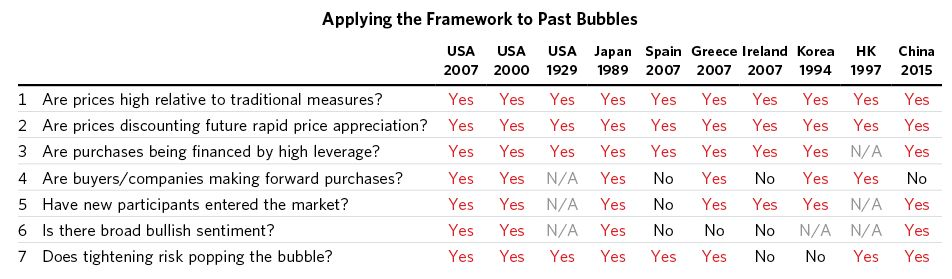 Applying the Framework to Past Bubbles
USA USA USA Japan Spain Greece Ireland Korea HK China
2007 2000 1929 1989 2007 2007 2007 1994 1997 2015
1 Are prices high relative to traditional measures? Yes Yes Yes Yes Yes Yes Yes Yes Yes Yes
2 Are prices discounting future rapid price appreciation? Yes Yes Yes Yes Yes Yes Yes Yes Yes Yes
3 Are purchases being financed by high leverage? Yes Yes Yes Yes Yes Yes Yes Yes N/A Yes
4 Are buyers/companies making forward purchases? Yes Yes N/A Yes No Yes No Yes Yes No
5 Have new participants entered the market? Yes Yes N/A Yes No Yes Yes Yes N/A Yes
6 Is there broad bullish sentiment? Yes Yes N/A Yes No No No N/A N/A Yes
7 Does tightening risk popping the bubble? Yes Yes Yes Yes Yes Yes No No Yes Yes